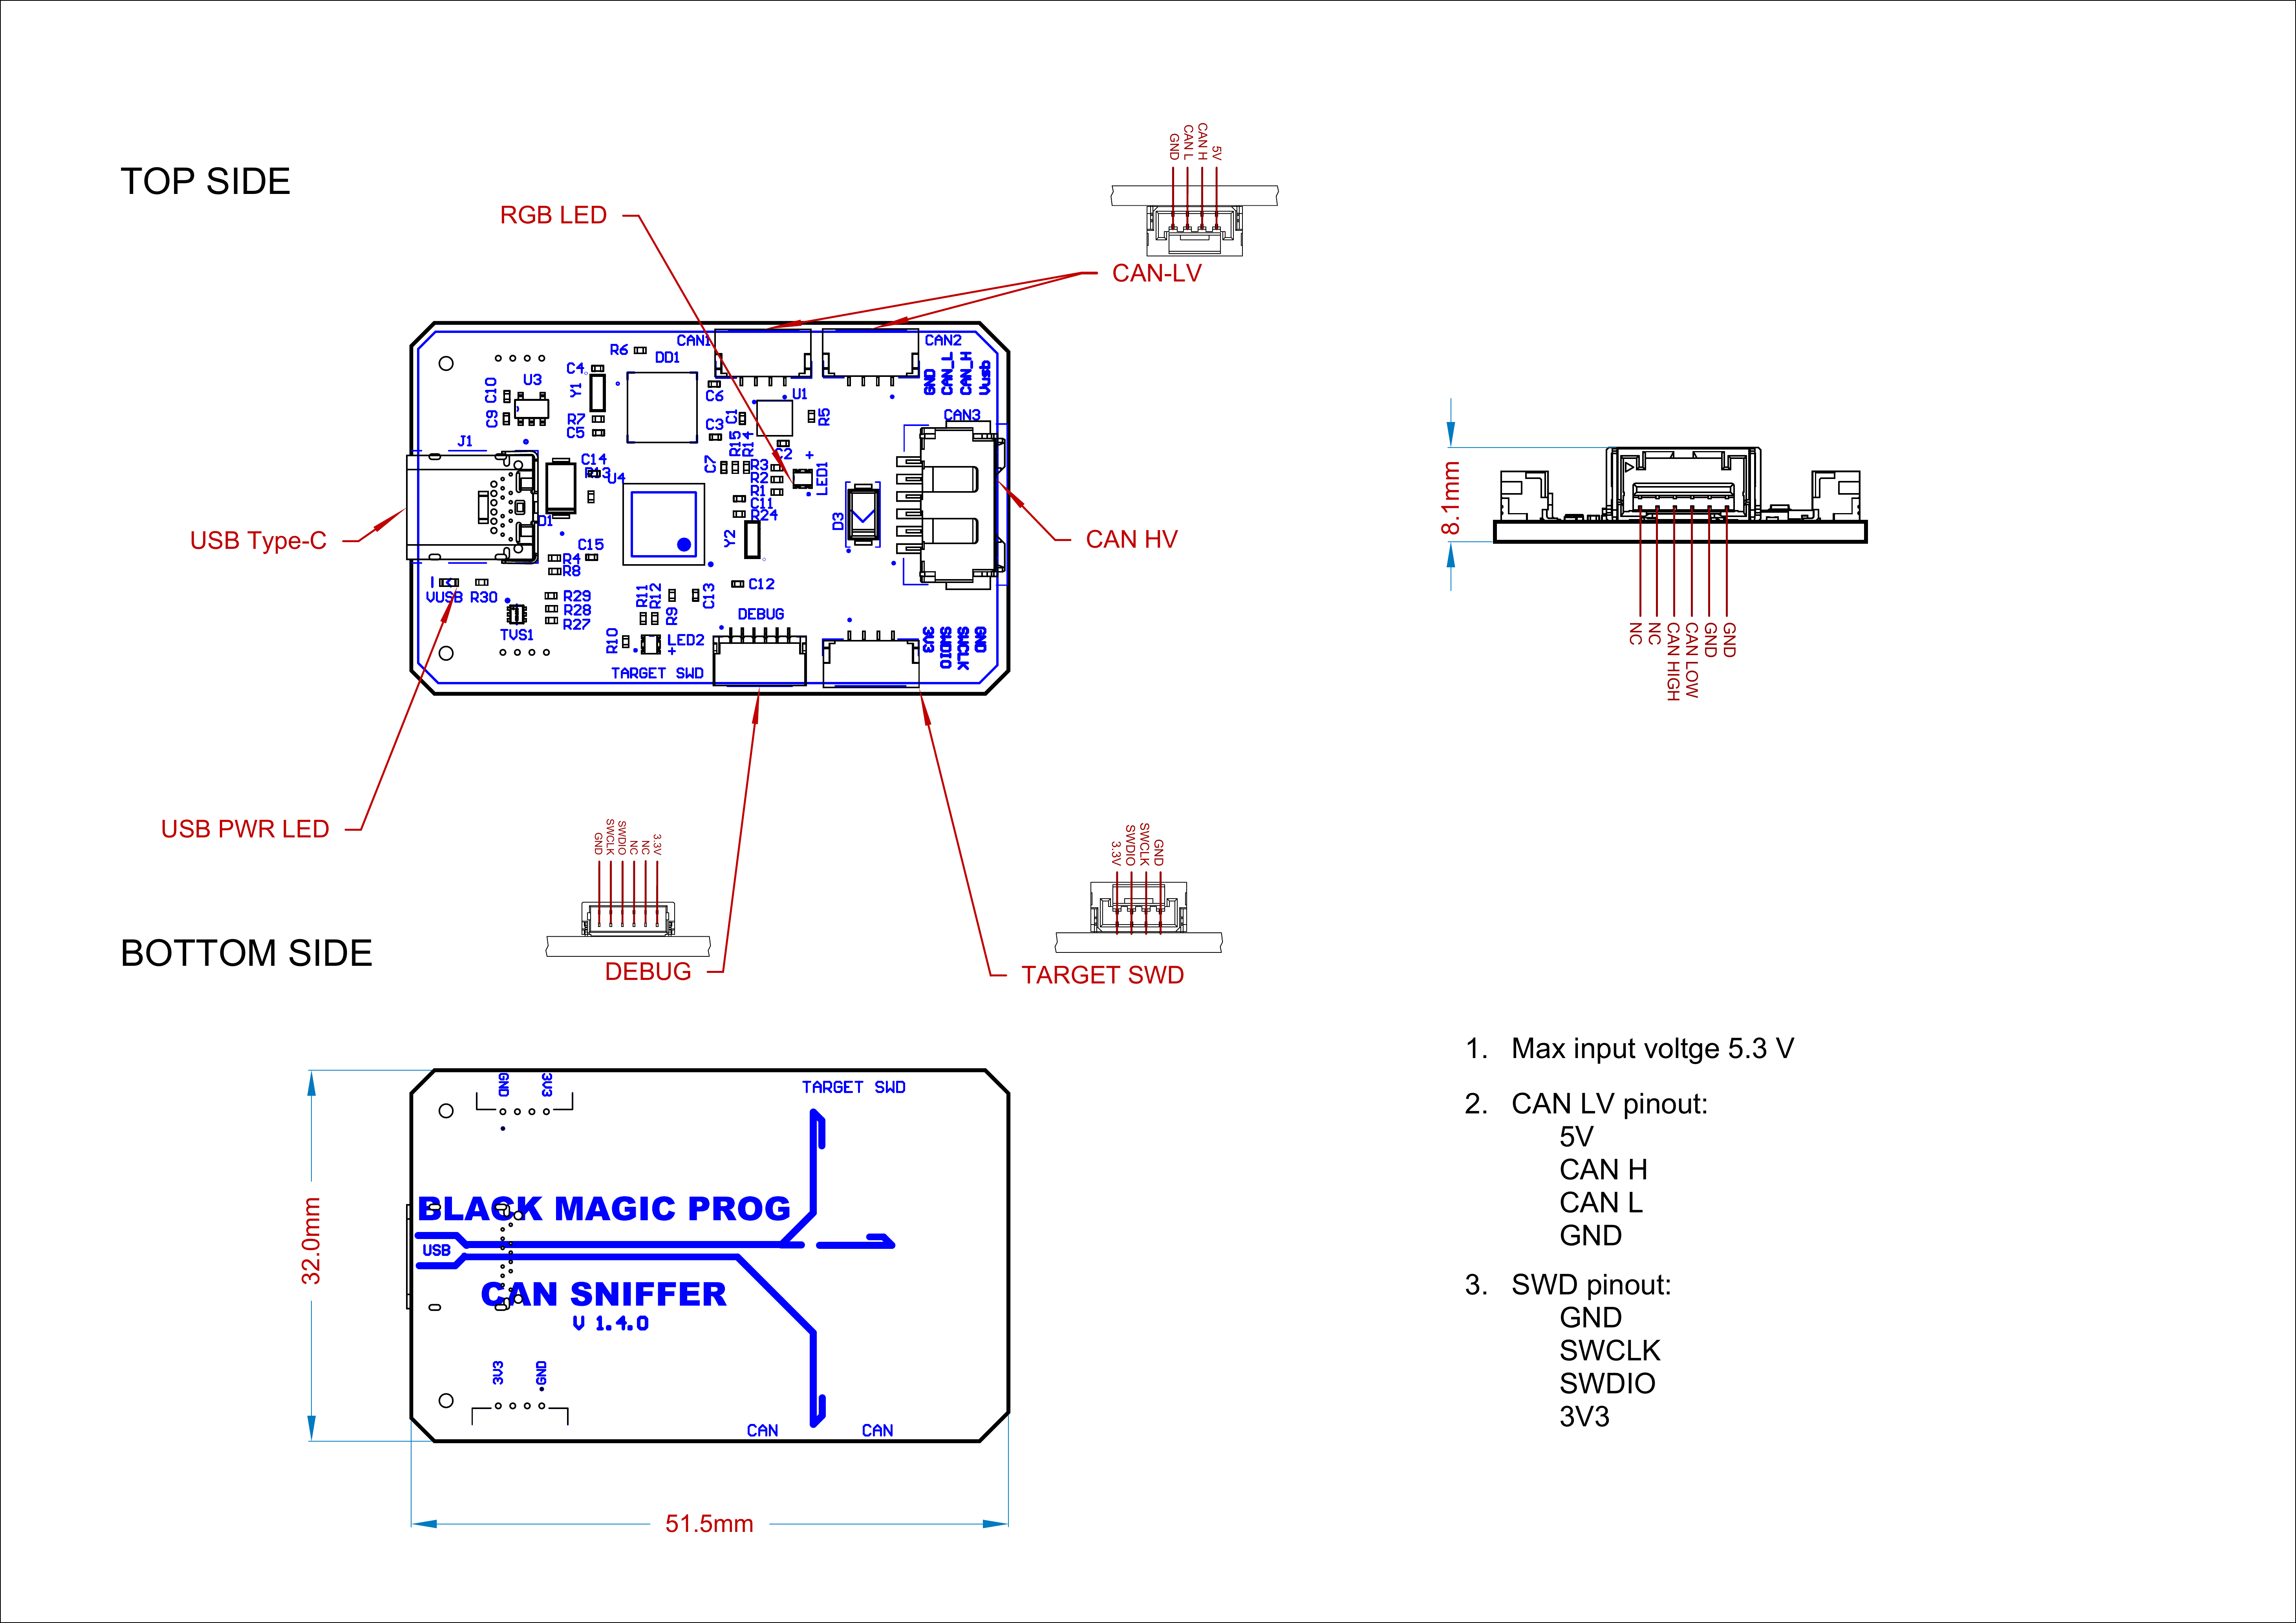 TOP SIDE
GND
CAN L
CAN H
5V
RGB LED
CAN-LV
CAN1
CAN2
R6
DD1
C4
Y1
U3
C10
C9
R7
C5
C6
U1
C1
R5
C3
R15
R14
C2
+
GND
CAN_L
CAN_H
Vusb
CAN3
J1
C14
R13
U4
C7
R3
R2
R1
C11
R24
LED1
D3
D1
Y2
C15
R4
R8
C12
USB Type-C
CAN HV
8.1mm
NC
NC
CAN HIGH
CAN LOW
GND
GND
VUSB
R30
R29
R28
R27
TVS1
R11
R12
R9
C13
R10
LED2
+
DEBUG
TARGET SWD
3V3
SWDIO
SWCLK
GND
USB PWR LED
GND
SWCLK
SWDIO
NC
NC
3.3V
3.3V
SWDIO
SWCLK
GND
BOTTOM SIDE
DEBUG
TARGET SWD
GND
3V3
TARGET SWD
BLACK MAGIC PROG
USB
CAN SNIFFER
V 1.4.0
3V3
GND
CAN
CAN
32.0mm
51.5mm
1. Max input voltge 5.3 V
2. CAN LV pinout:
5V
CAN H
CAN L
GND
3. SWD pinout:
GND
SWCLK
SWDIO
3V3